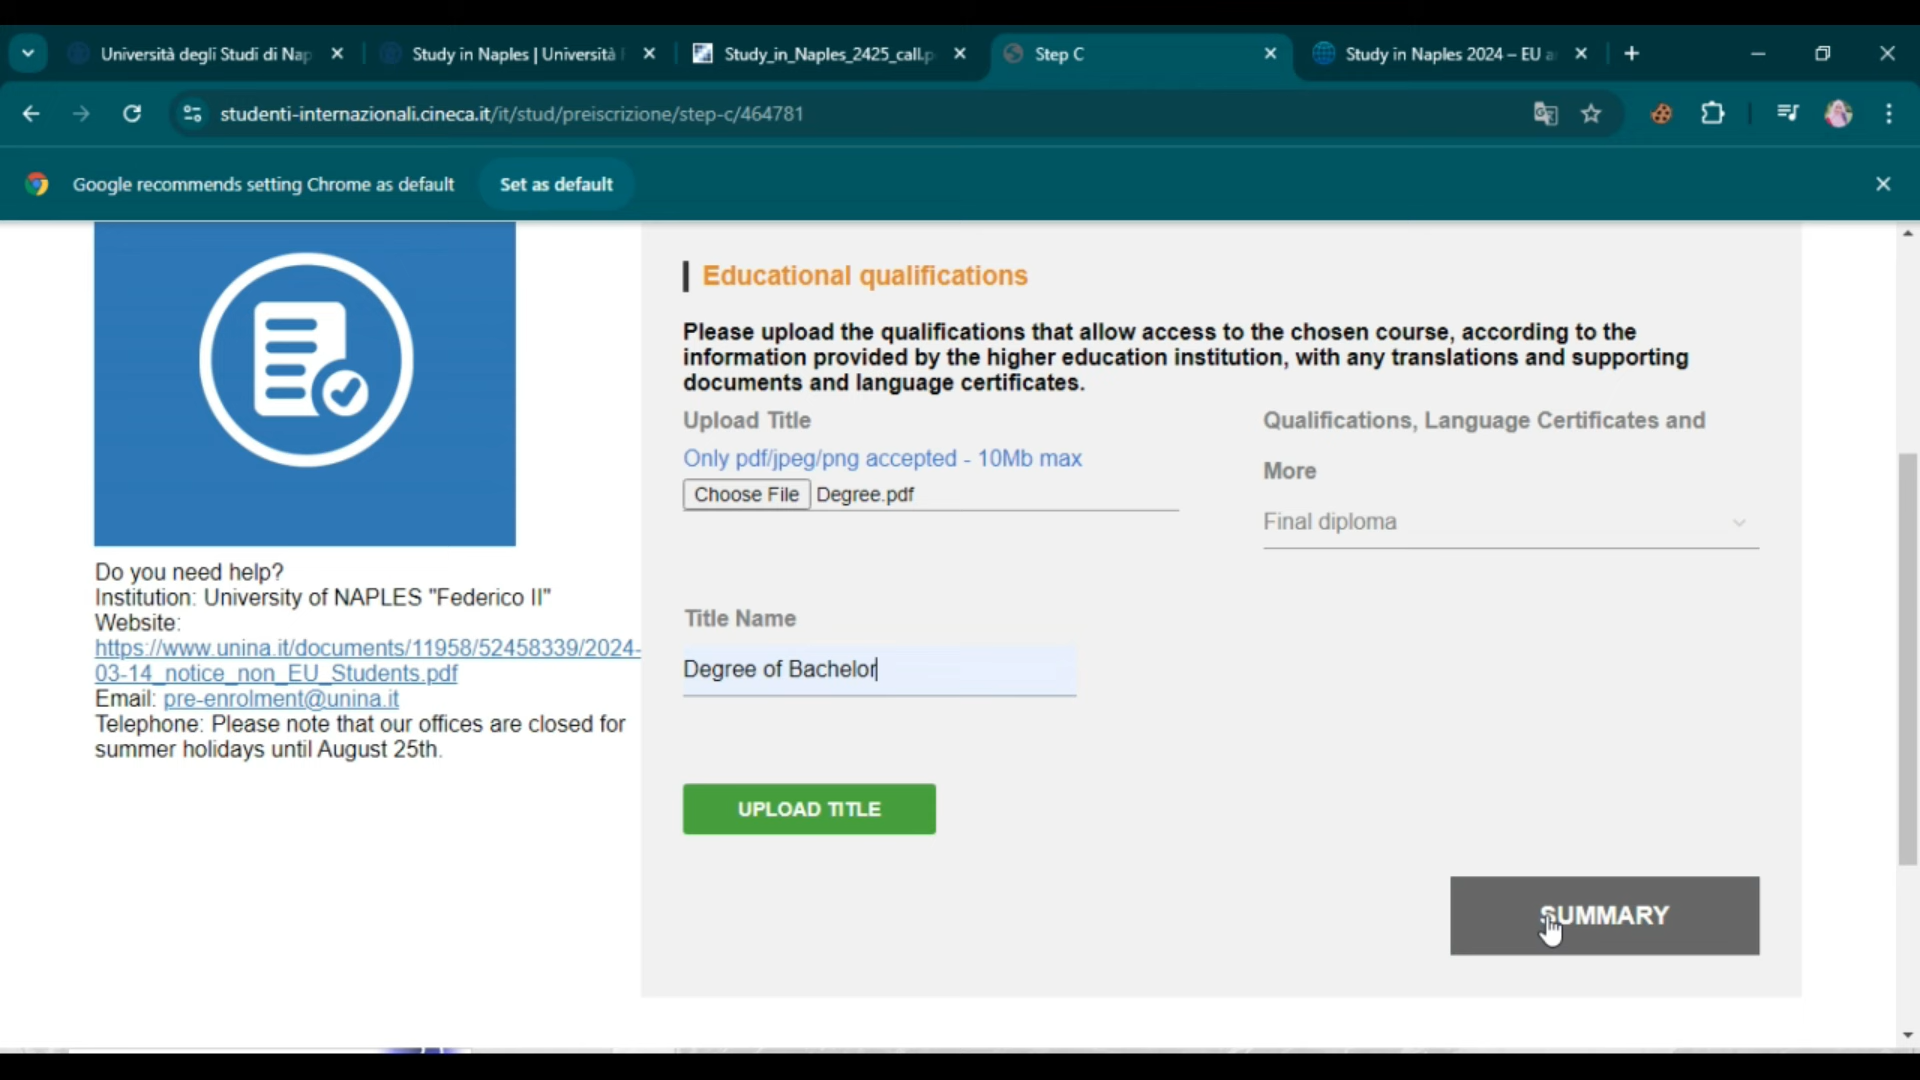 Università degli Studi di Nap
Study in Naples | Università
Study_in_Naples_2425_call.p
Step C
Study in Naples 2024 – EU a
studenti-internazionali.cineca.it/it/stud/preiscrizione/step-c/464781
Google recommends setting Chrome as default
Set as default
Educational qualifications
Please upload the qualifications that allow access to the chosen course, according to the
information provided by the higher education institution, with any translations and supporting
documents and language certificates.
Upload Title
Only pdf/jpeg/png accepted - 10Mb max
Choose File Degree.pdf
Qualifications, Language Certificates and
More
Final diploma
Title Name
Degree of Bachelor
UPLOAD TITLE
SUMMARY
Do you need help?
Institution: University of NAPLES "Federico II"
Website:
https://www.unina.it/documents/11958/52458339/2024-
03-14_notice_non_EU_Students.pdf
Email: pre-enrolment@unina.it
Telephone: Please note that our offices are closed for
summer holidays until August 25th.